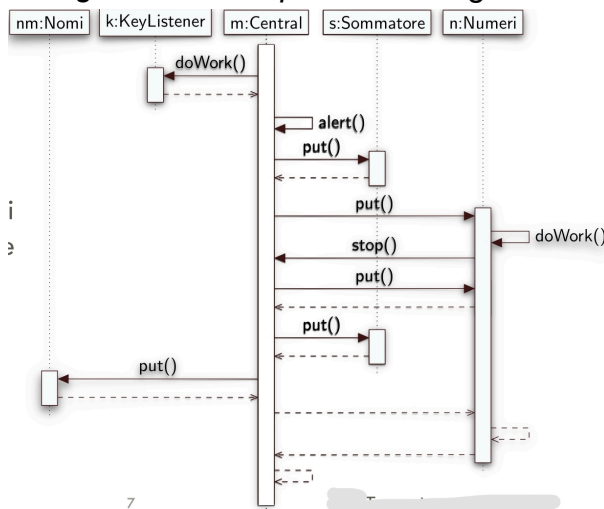 nm:Nomi k:KeyListener m:Central s:Sommatore n:Numeri
doWork()
alert()
put()
put()
doWork()
stop()
put()
put()
put()
7